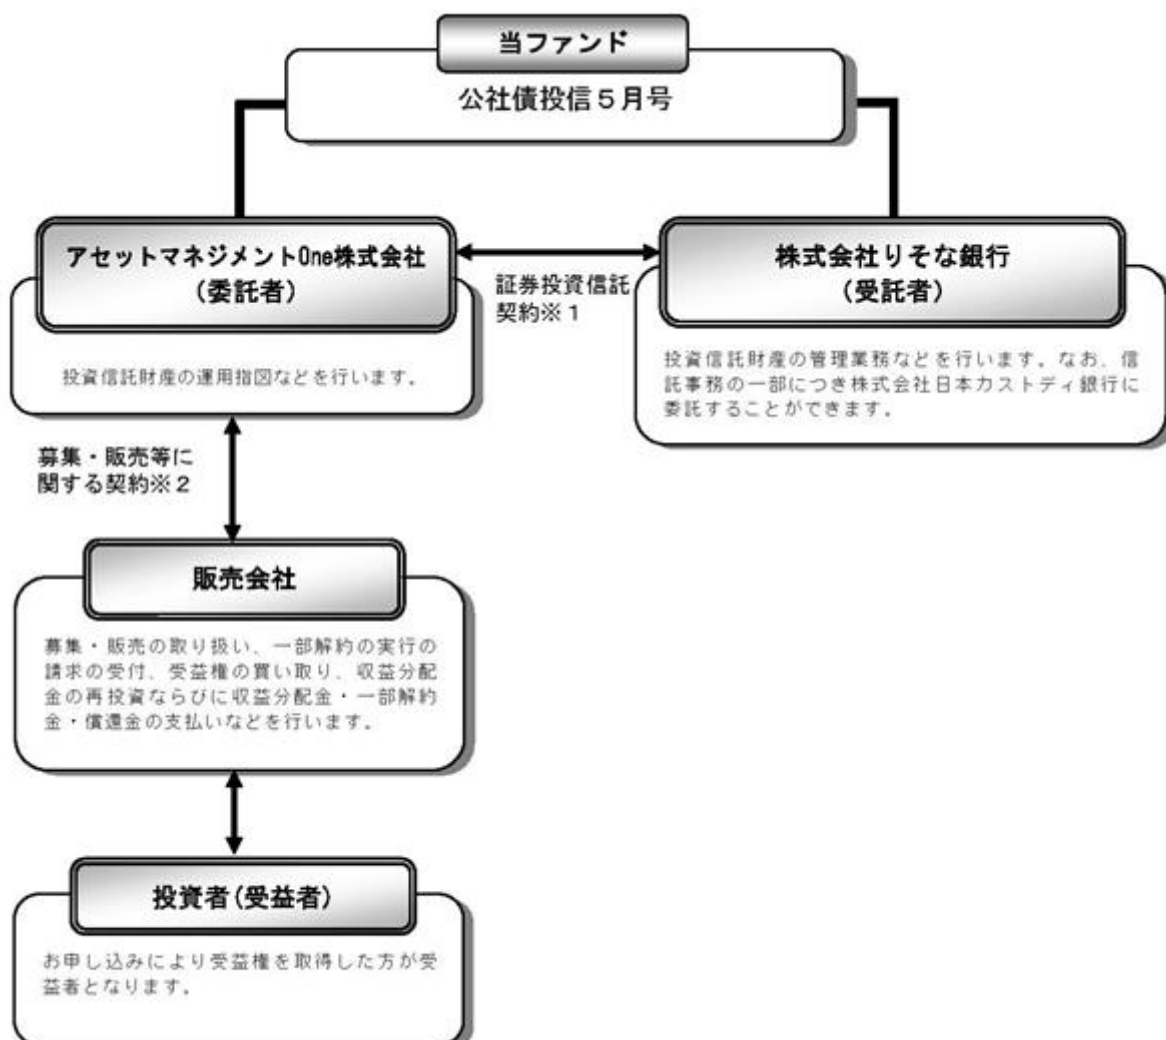 当ファンド
公社債投信５月号
アセットマネジメントOne株式会社
（委託者）
投資信託財産の運用指図などを行います。
証券投資信託
契約※１
株式会社りそな銀行
（受託者）
投資信託財産の管理業務などを行います。なお、信
託事務の一部につき株式会社日本カストディ銀行に
委託することができます。
募集・販売等に
関する契約※２
販売会社
募集・販売の取り扱い、一部解約の実行の
請求の受付、受益権の買い取り、収益分配
金の再投資ならびに収益分配金・一部解約
金・償還金の支払いなどを行います。
投資者(受益者)
お申し込みにより受益権を取得した方が受
益者となります。